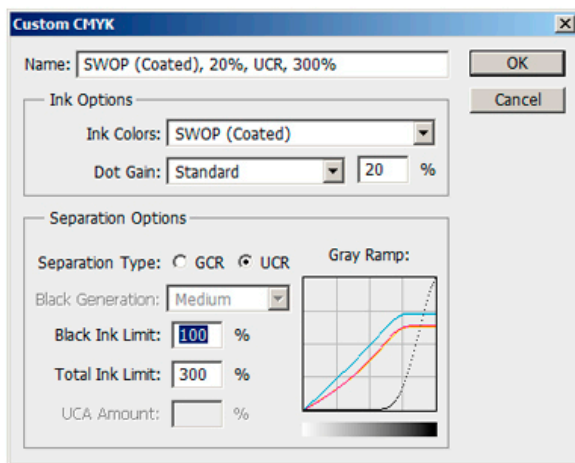 Custom CMYK
Name: SWOP (Coated), 20%, UCR, 300%
OK
Cancel
Ink Options
Ink Colors: SWOP (Coated)
Dot Gain: Standard 20 %
Separation Options
Separation Type: GCR UCR
Gray Ramp:
Black Generation: Medium
Black Ink Limit: 100 %
Total Ink Limit: 300 %
UCA Amount: %